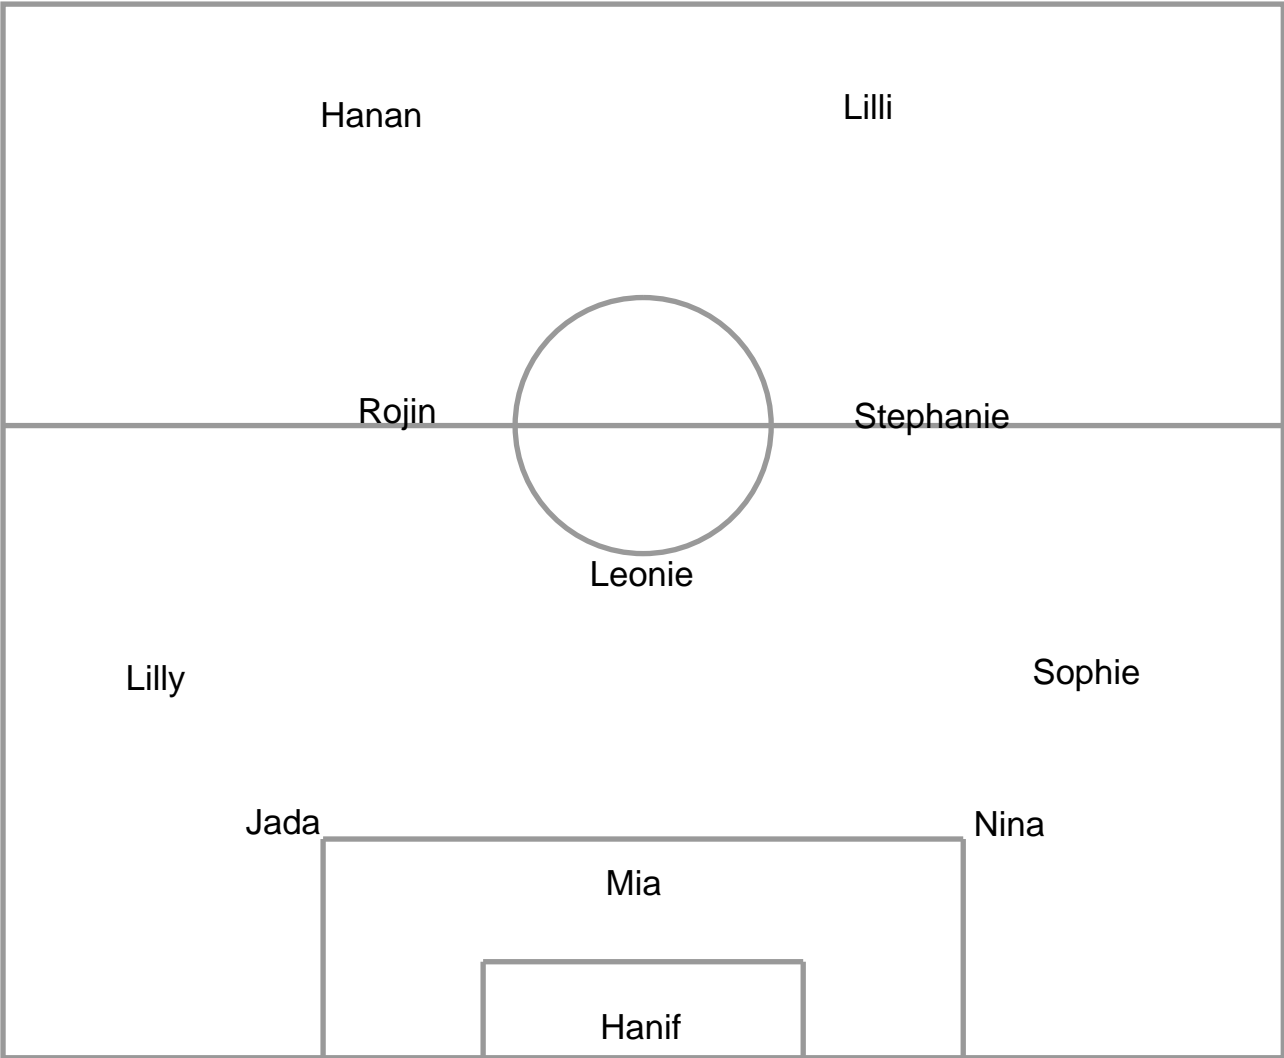 Hanan
Lilli
Rojin
Stephanie
Leonie
Lilly
Sophie
Jada
Nina
Mia
Hanif